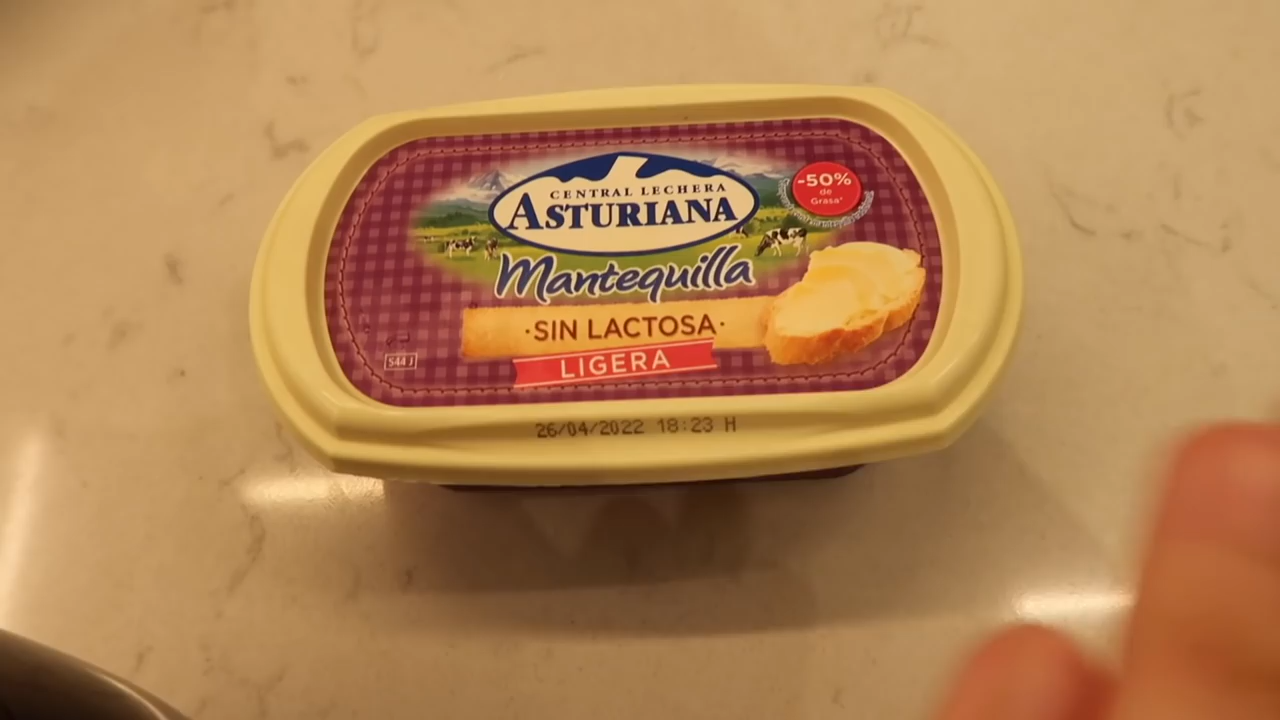 CENTRAL LECHERA
ASTURIANA
-50%
de
Grasa*
Mantequilla
·SIN LACTOSA·
LIGERA
544 J
26/04/2022 18:23 H